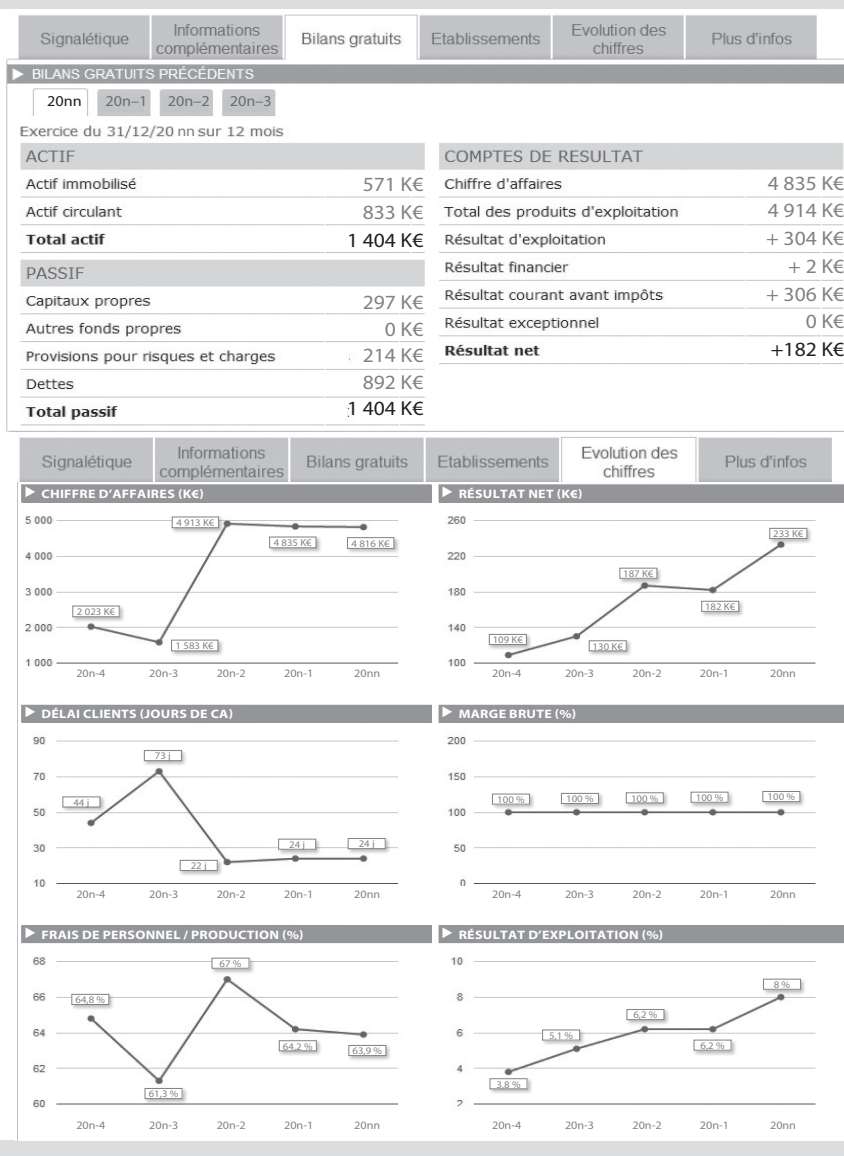 Signalétique
Informations complémentaires
Bilans gratuits
Etablissements
Evolution des chiffres
Plus d'infos
BILANS GRATUITS PRÉCÉDENTS
20nn 20n–1 20n–2 20n–3
Exercice du 31/12/20 nn sur 12 mois
ACTIF
Actif immobilisé 571 K€
Actif circulant 833 K€
Total actif 1 404 K€
PASSIF
Capitaux propres 297 K€
Autres fonds propres 0 K€
Provisions pour risques et charges 214 K€
Dettes 892 K€
Total passif 1 404 K€
COMPTES DE RESULTAT
Chiffre d'affaires 4 835 K€
Total des produits d'exploitation 4 914 K€
Résultat d'exploitation + 304 K€
Résultat financier + 2 K€
Résultat courant avant impôts + 306 K€
Résultat exceptionnel 0 K€
Résultat net +182 K€
Signalétique
Informations complémentaires
Bilans gratuits
Etablissements
Evolution des chiffres
Plus d'infos
CHIFFRE D'AFFAIRES (K€)
5 000
4 000
3 000
2 000
1 000
2 023 K€
1 583 K€
4 913 K€
4 835 K€
4 816 K€
20n-4 20n-3 20n-2 20n-1 20nn
RÉSULTAT NET (K€)
260
220
180
140
100
109 K€
130 K€
187 K€
182 K€
233 K€
20n-4 20n-3 20n-2 20n-1 20nn
DÉLAI CLIENTS (JOURS DE CA)
90
70
50
30
10
44 j
73 j
22 j
24 j
24 j
20n-4 20n-3 20n-2 20n-1 20nn
MARGE BRUTE (%)
200
150
100
50
0
100 % 100 % 100 % 100 % 100 %
20n-4 20n-3 20n-2 20n-1 20nn
FRAIS DE PERSONNEL / PRODUCTION (%)
68
66
64
62
60
64,8 %
61,3 %
67 %
64,2 %
63,9 %
20n-4 20n-3 20n-2 20n-1 20nn
RÉSULTAT D'EXPLOITATION (%)
10
8
6
4
2
3,8 %
5,1 %
6,2 %
6,2 %
8 %
20n-4 20n-3 20n-2 20n-1 20nn